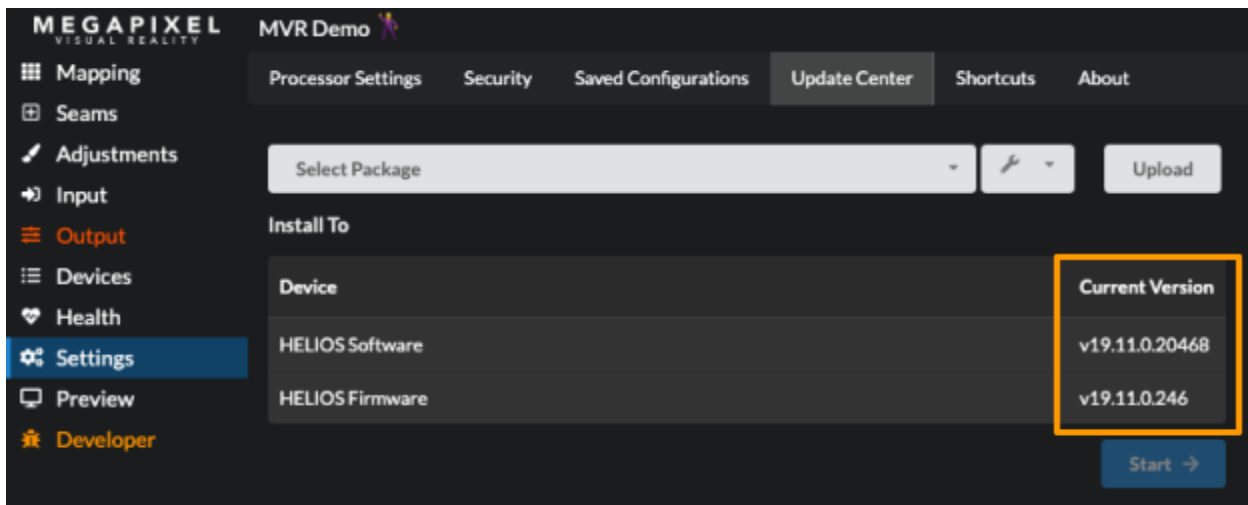 MEGAPIXEL
VISUAL REALITY
MVR Demo
Mapping
Seams
Adjustments
Input
Output
Devices
Health
Settings
Preview
Developer
Processor Settings Security Saved Configurations Update Center Shortcuts About
Select Package Upload
Install To
Device Current Version
HELIOS Software v19.11.0.20468
HELIOS Firmware v19.11.0.246
Start →